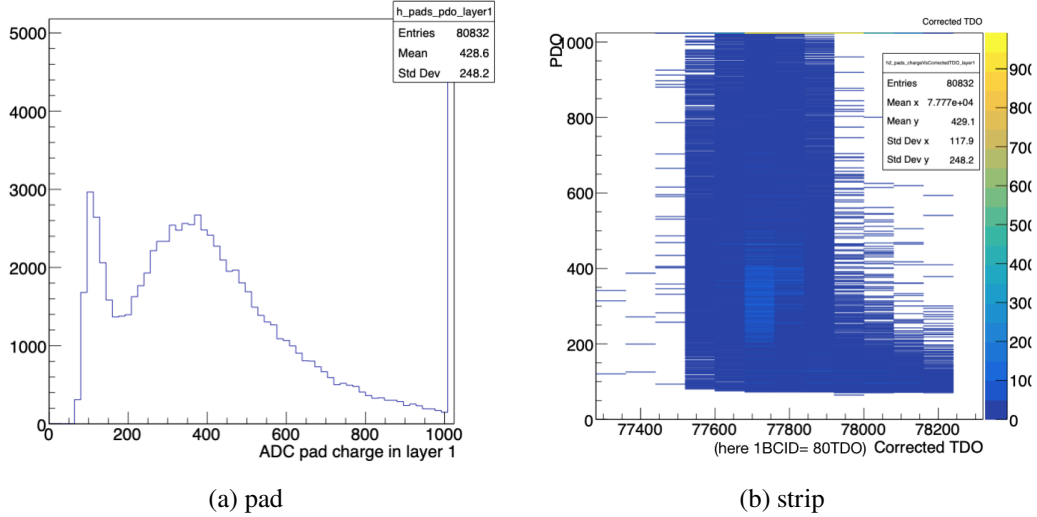 h_pads_pdo_layer1
Entries 80832
Mean 428.6
Std Dev 248.2
5000
4000
3000
2000
1000
0
0 200 400 600 800 1000
ADC pad charge in layer 1
(a) pad
Corrected TDO
PDO
1000
800
600
400
200
0
h2_pads_chargeVsCorrectedTDO_layer1
Entries 80832
Mean x 7.777e+04
Mean y 429.1
Std Dev x 117.9
Std Dev y 248.2
900
800
700
600
500
400
300
200
100
0
77400 77600 77800 78000 78200
(here 1BCID= 80TDO) Corrected TDO
(b) strip